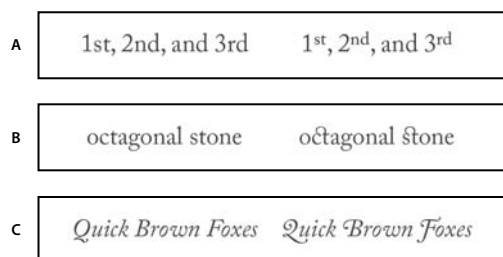 A 1st, 2nd, and 3rd 1st, 2nd, and 3rd
B octagonal stone octagonal stone
C Quick Brown Foxes Quick Brown Foxes